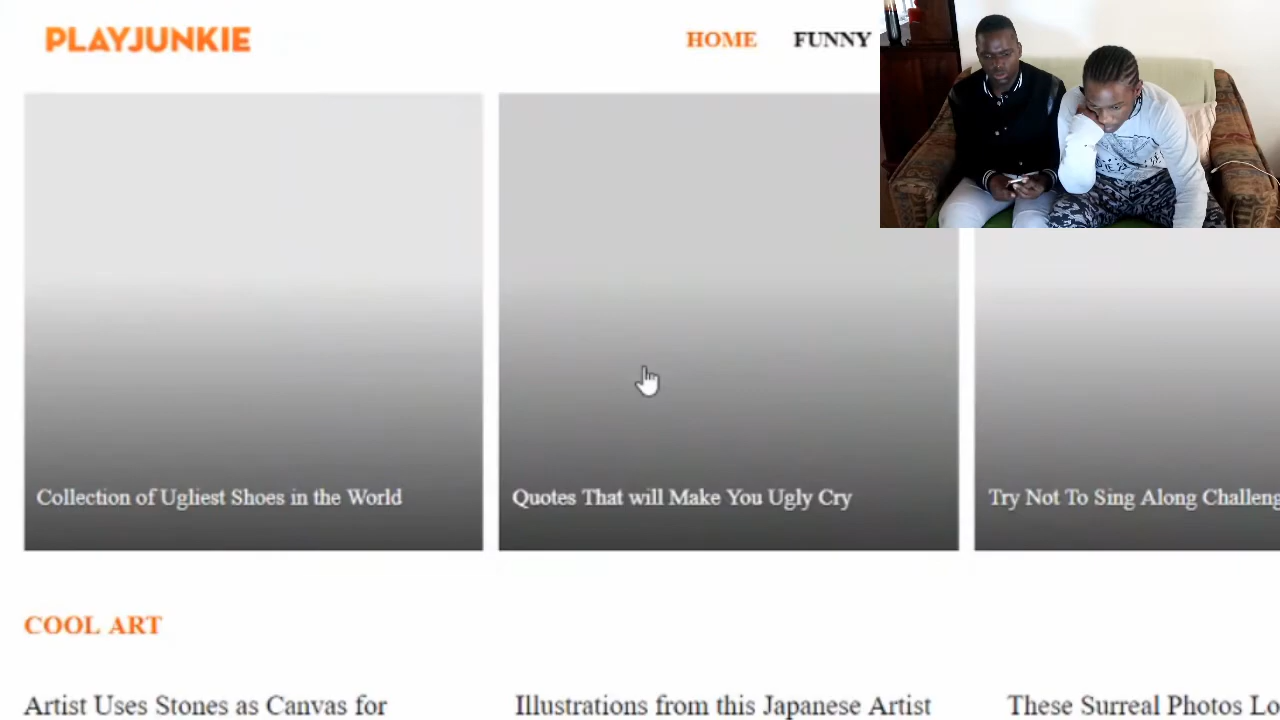 PLAYJUNKIE
HOME FUNNY
Collection of Ugliest Shoes in the World
Quotes That will Make You Ugly Cry
Try Not To Sing Along Challeng
COOL ART
Artist Uses Stones as Canvas for
Illustrations from this Japanese Artist
These Surreal Photos Lo